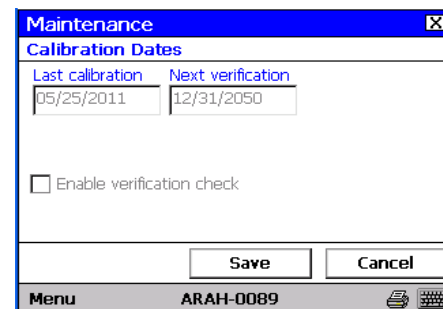 Maintenance X
Calibration Dates
Last calibration Next verification
05/25/2011 12/31/2050
Enable verification check
Save Cancel
Menu ARAH-0089